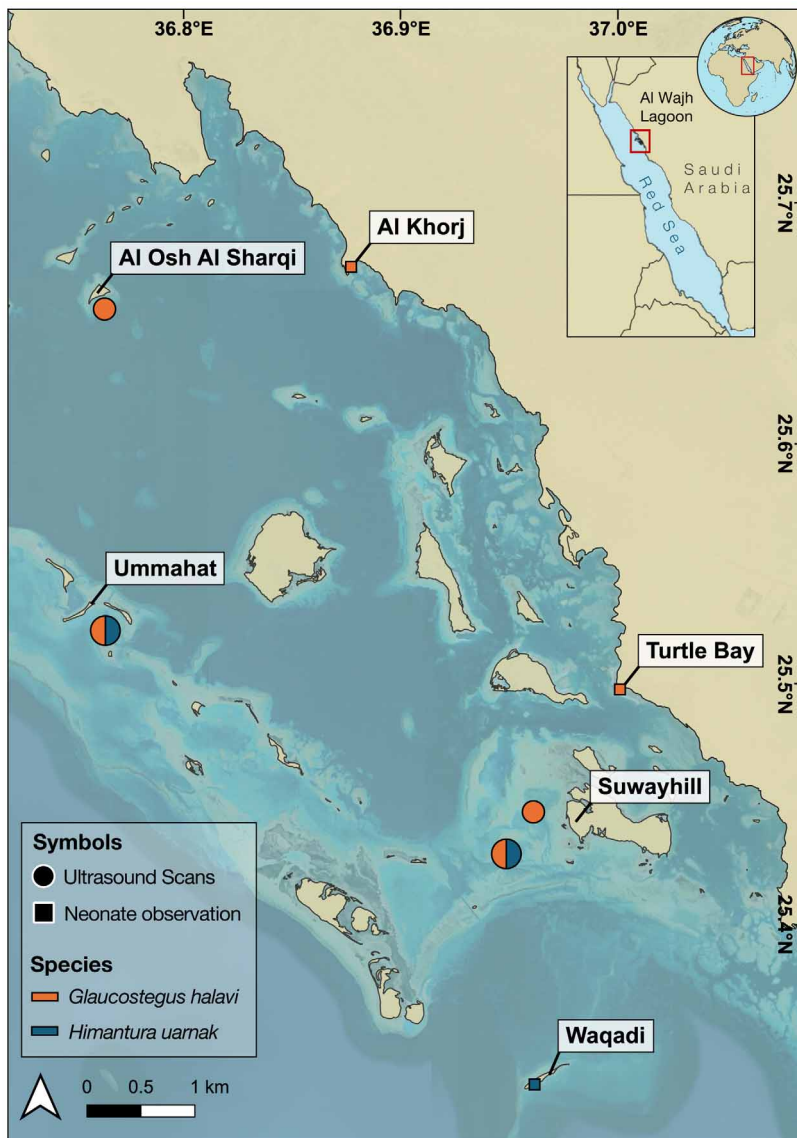 36.8°E
36.9°E
37.0°E
Al Wajh
Lagoon
Saudi
Arabia
Red Sea
25.7°N
Al Khorj
Al Osh Al Sharqi
25.6°N
Ummahat
Turtle Bay
25.5°N
Suwayhill
25.4°N
Symbols
Ultrasound Scans
Neonate observation
Species
Glaucostegus halavi
Himantura uarnak
Waqadi
0 0.5 1 km